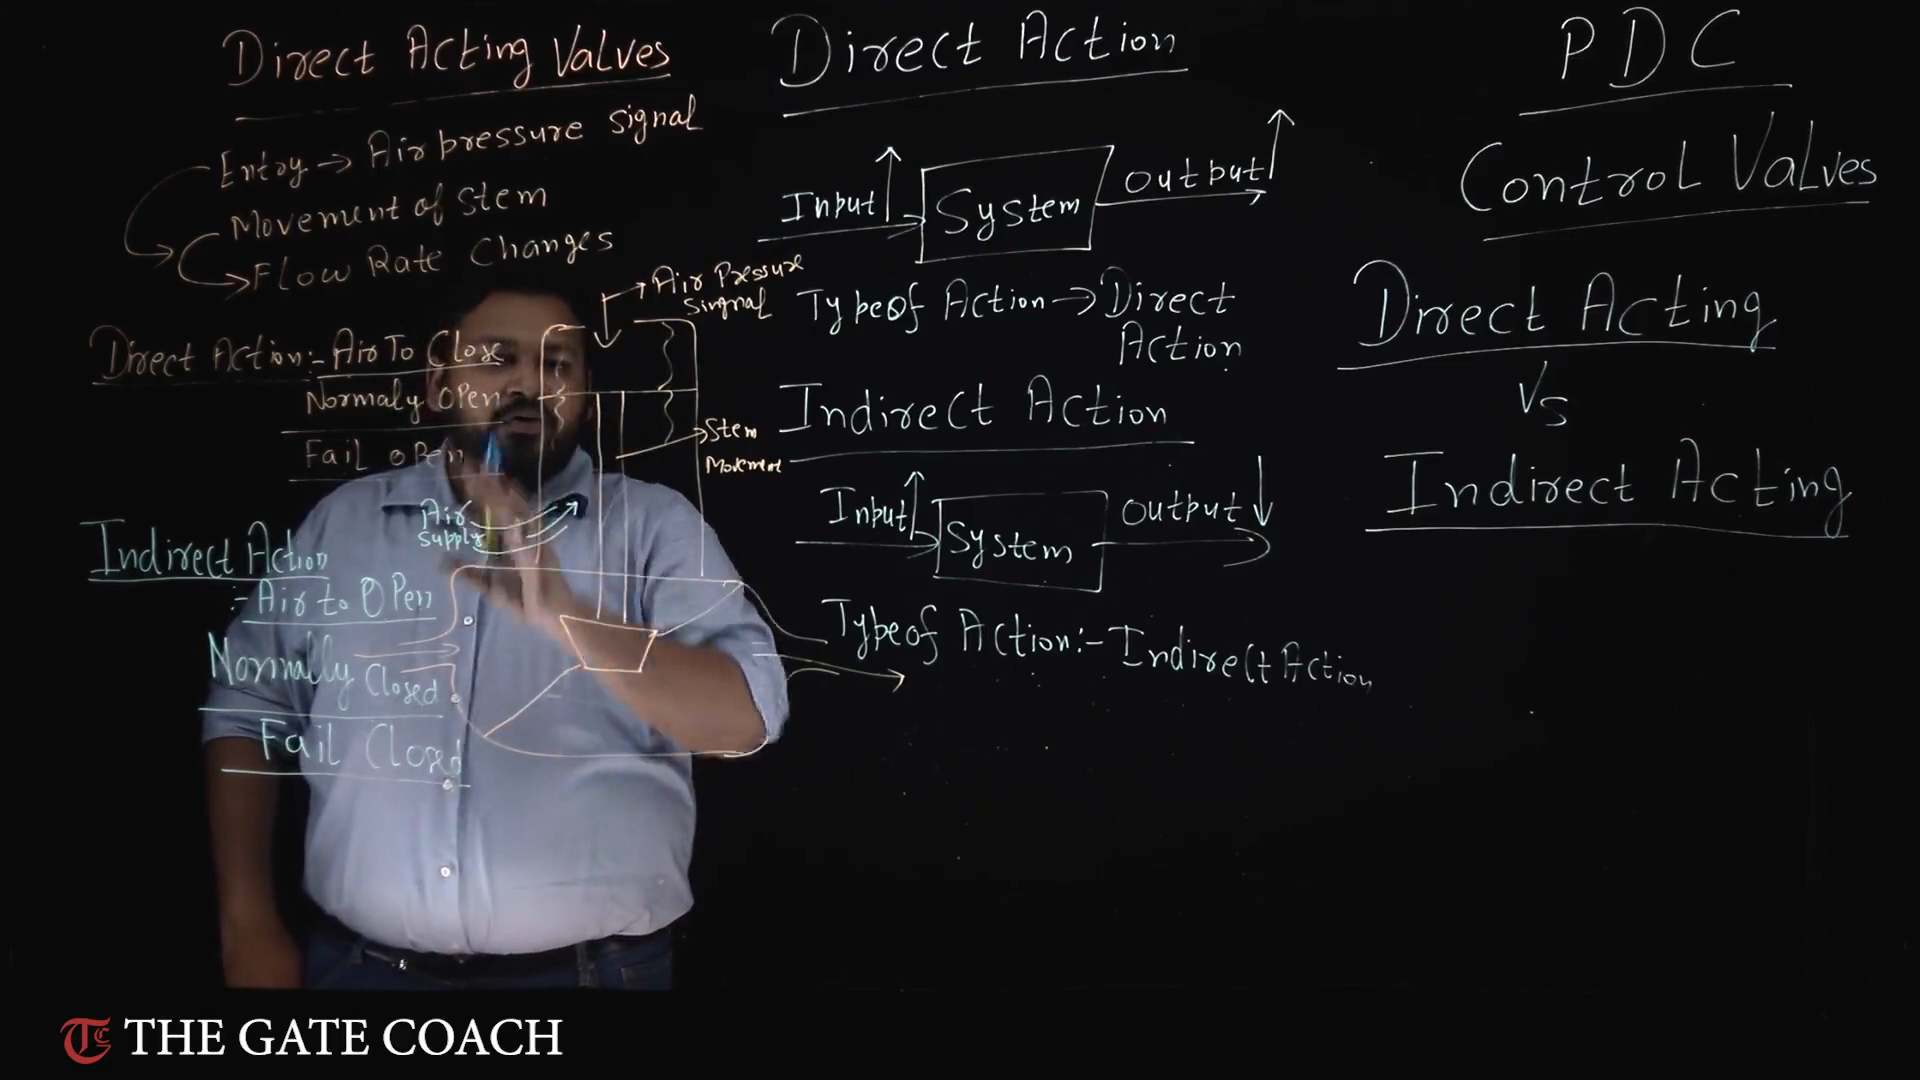 Direct Acting Valves
Entry → Air pressure signal
Movement of Stem
Flow Rate Changes
Air Pressure
Singnal
Direct Action:- Air To Close
Normaly Open
Fail open
Stem
Movement
Air
Supply
Indirect Action
:- Air to Open
Normally Closed
Fail Closed
Direct Action
Input ↑
System
Output ↑
Type of Action → Direct
Action
Indirect Action
Input ↑
System
Output ↓
Type of Action:- Indirect Action
PDC
Control Valves
Direct Acting
Vs
Indirect Acting
THE GATE COACH